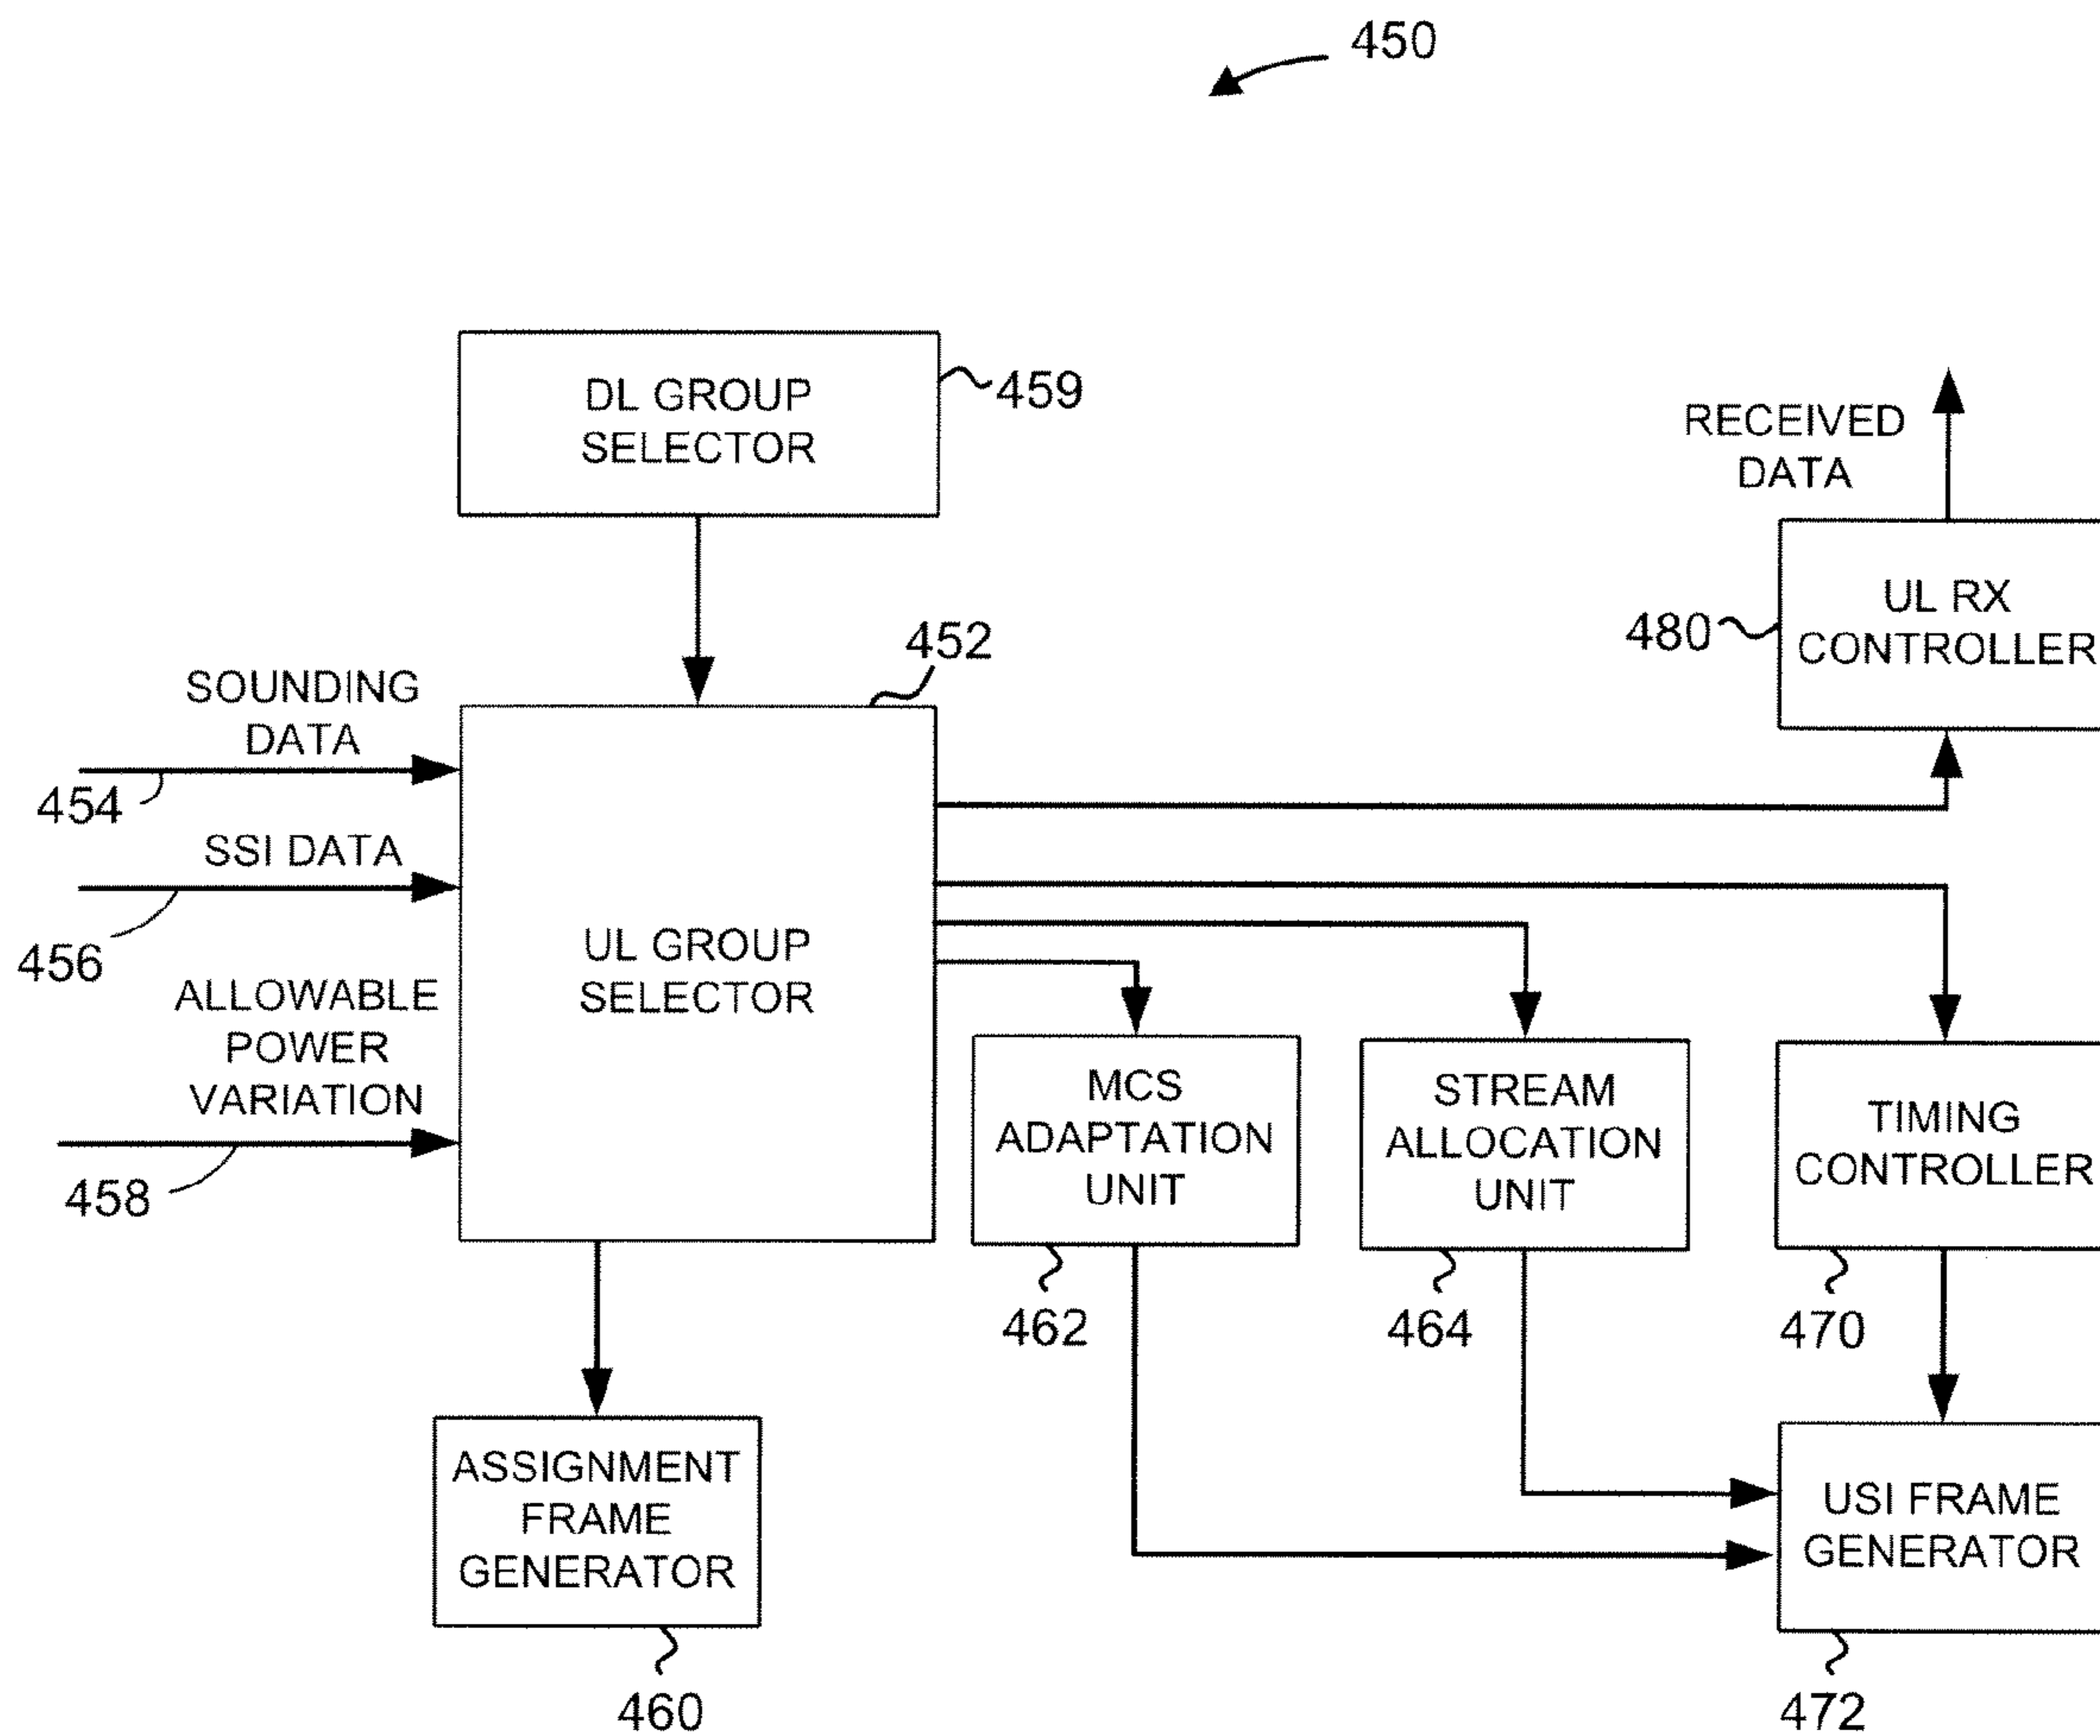 450
DL GROUP
SELECTOR
459
RECEIVED
DATA
UL RX
CONTROLLER
480
452
SOUNDING
DATA
454
SSI DATA
456
ALLOWABLE
POWER
VARIATION
458
UL GROUP
SELECTOR
MCS
ADAPTATION
UNIT
462
STREAM
ALLOCATION
UNIT
464
TIMING
CONTROLLER
470
ASSIGNMENT
FRAME
GENERATOR
460
USI FRAME
GENERATOR
472